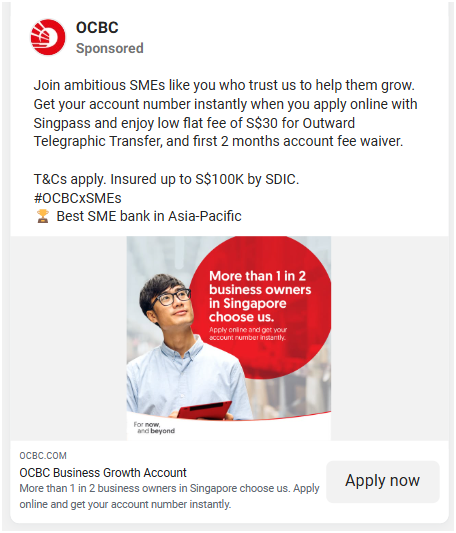 OCBC
Sponsored
Join ambitious SMEs like you who trust us to help them grow.
Get your account number instantly when you apply online with
Singpass and enjoy low flat fee of S$30 for Outward
Telegraphic Transfer, and first 2 months account fee waiver.
T&Cs apply. Insured up to S$100K by SDIC.
#OCBCxSMEs
🏆 Best SME bank in Asia-Pacific
More than 1 in 2
business owners
in Singapore
choose us.
Apply online and get your
account number instantly.
For now,
and beyond
OCBC.COM
OCBC Business Growth Account
More than 1 in 2 business owners in Singapore choose us. Apply
online and get your account number instantly.
Apply now